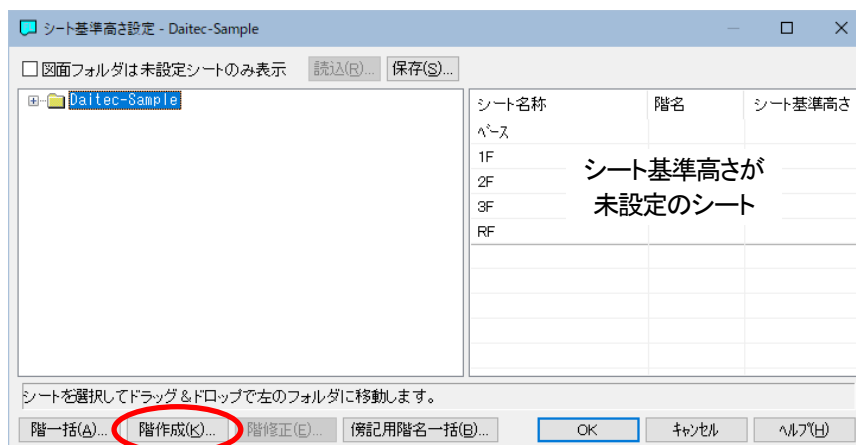 シート基準高さ設定 - Daitec-Sample
図面フォルダは未設定シートのみ表示 読込(R)... 保存(S)...
Daitec-Sample
シート名称 階名 シート基準高さ
ﾍﾞｰｽ
1F
2F
3F
RF
シート基準高さが
未設定のシート
シートを選択してドラッグ＆ドロップで左のフォルダに移動します。
階一括(A)... 階作成(K)... 階修正(E)... 傍記用階名一括(B)... OK ｷｬﾝｾﾙ ﾍﾙﾌﾟ(H)